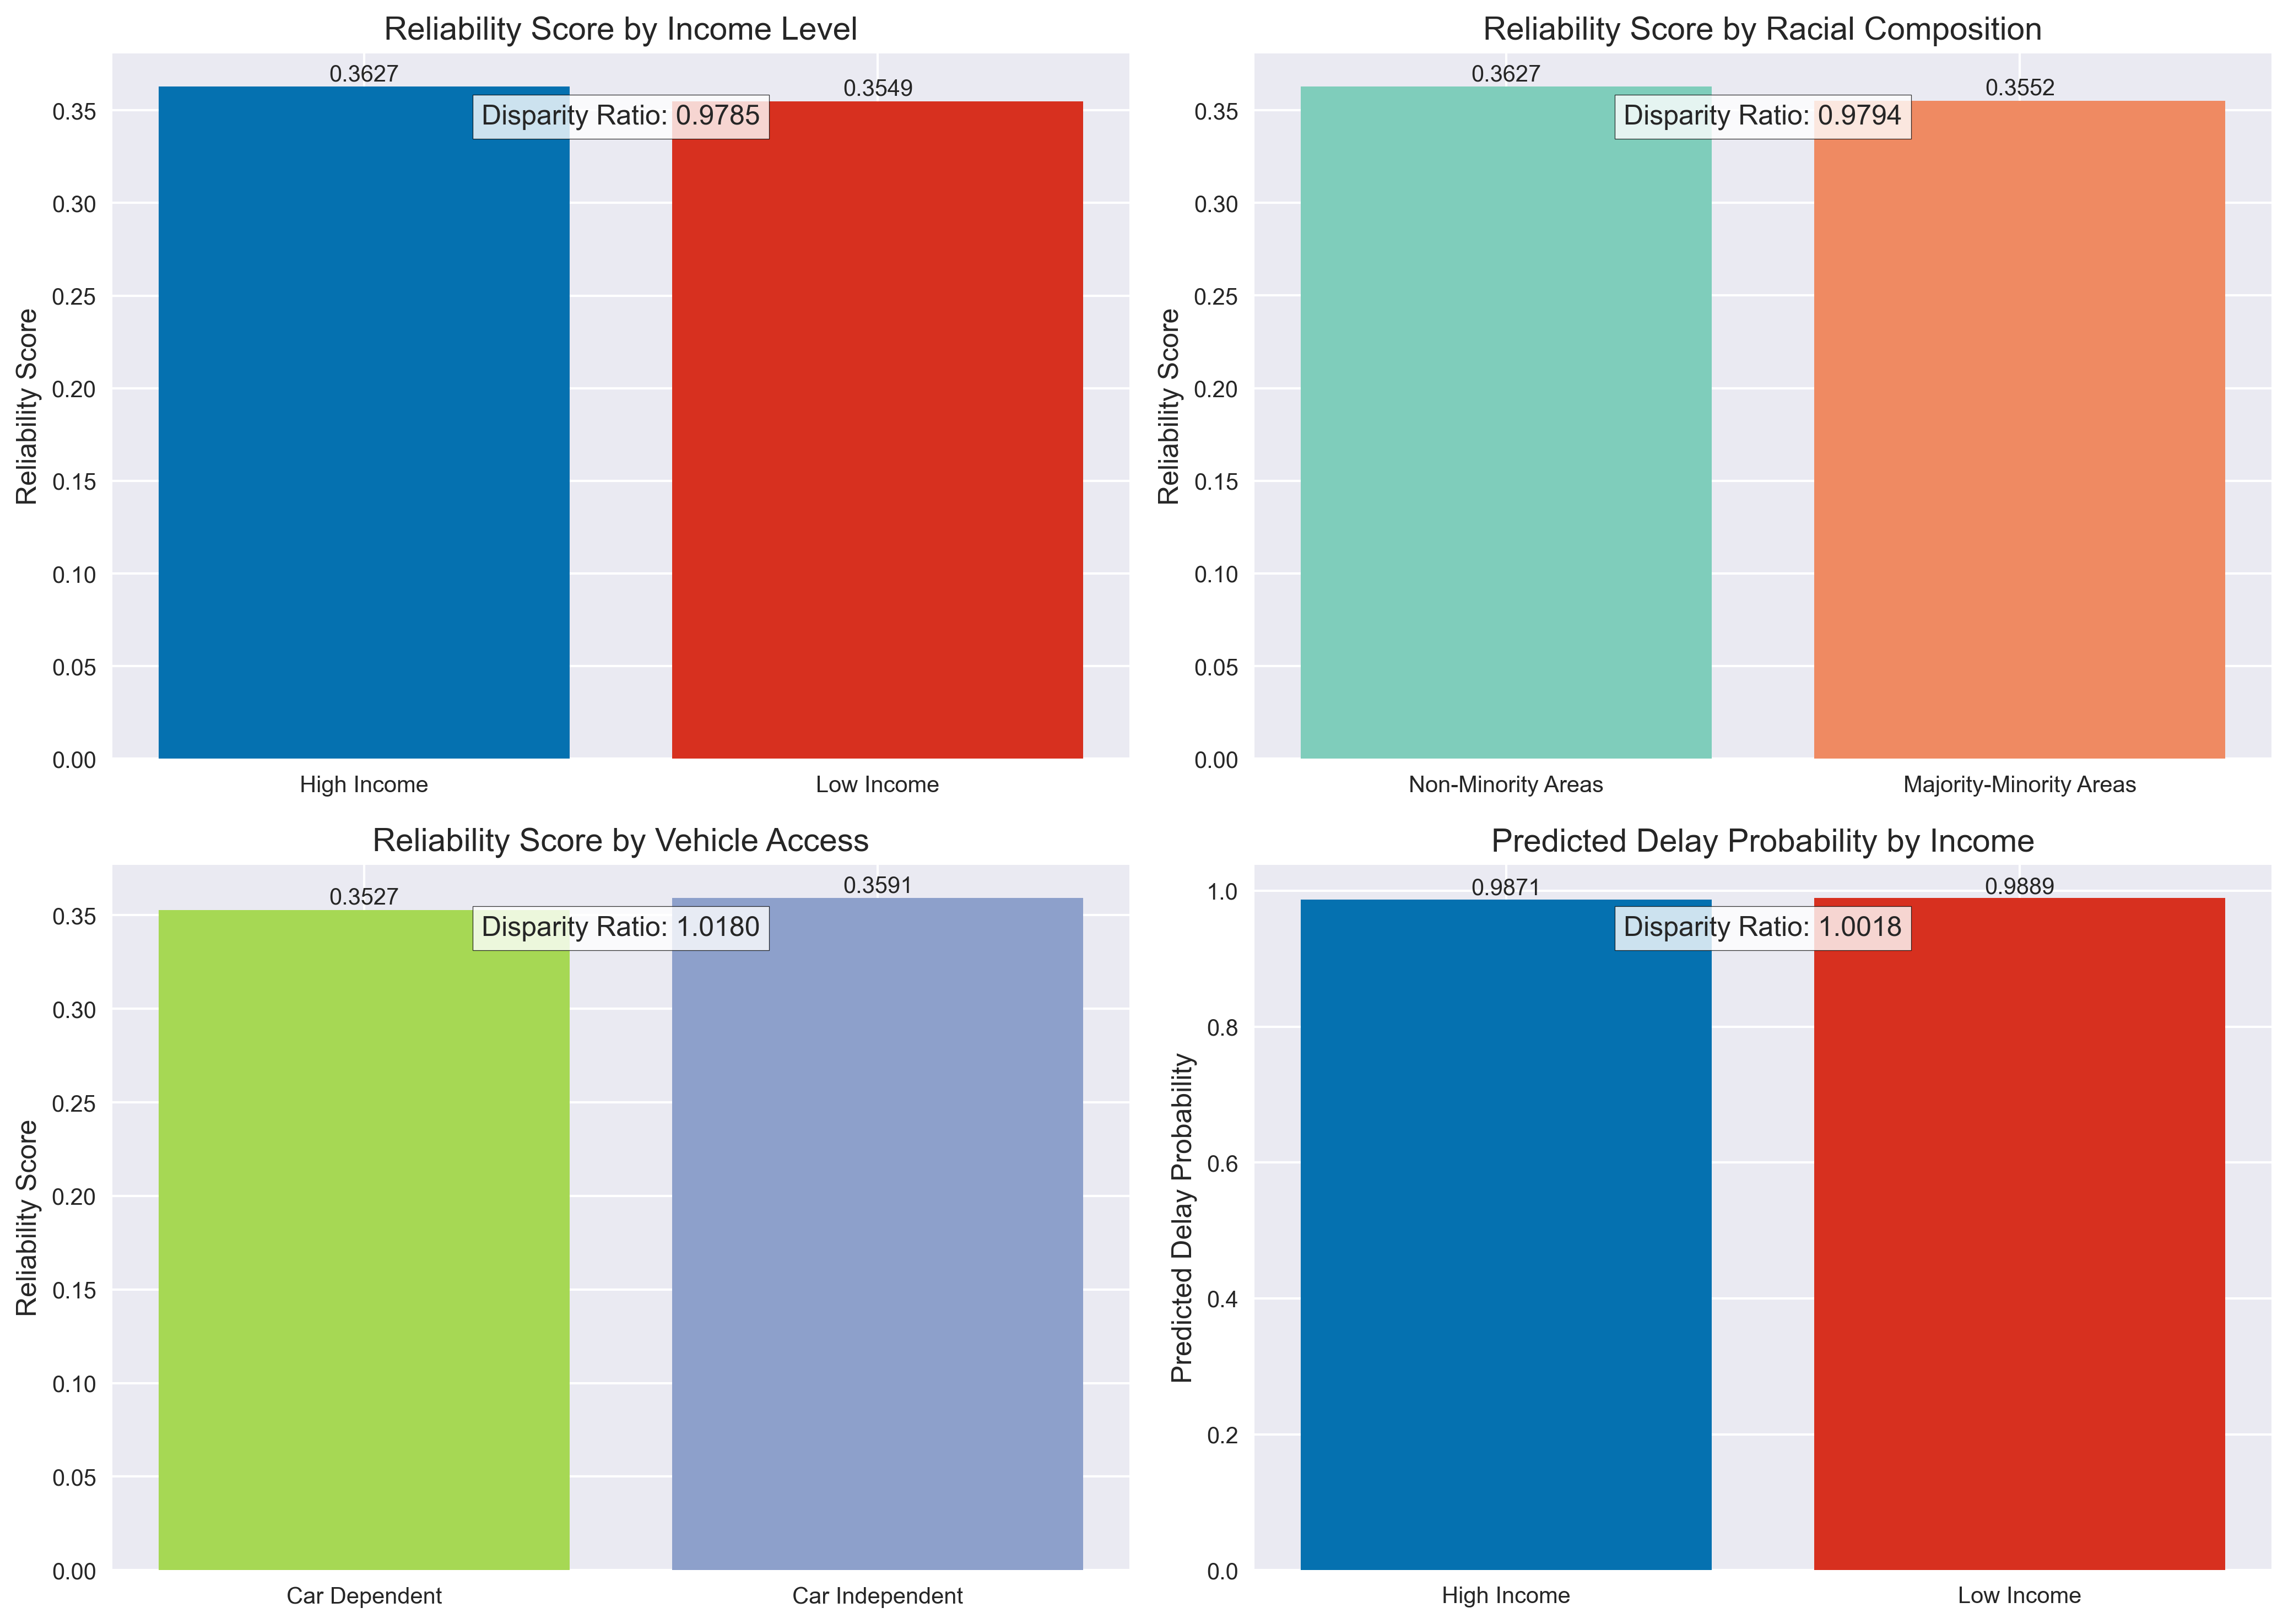 Reliability Score by Income Level
Reliability Score
0.35
0.30
0.25
0.20
0.15
0.10
0.05
0.00
0.3627
0.3549
Disparity Ratio: 0.9785
High Income
Low Income
Reliability Score by Racial Composition
Reliability Score
0.35
0.30
0.25
0.20
0.15
0.10
0.05
0.00
0.3627
0.3552
Disparity Ratio: 0.9794
Non-Minority Areas
Majority-Minority Areas
Reliability Score by Vehicle Access
Reliability Score
0.35
0.30
0.25
0.20
0.15
0.10
0.05
0.00
0.3527
0.3591
Disparity Ratio: 1.0180
Car Dependent
Car Independent
Predicted Delay Probability by Income
Predicted Delay Probability
1.0
0.8
0.6
0.4
0.2
0.0
0.9871
0.9889
Disparity Ratio: 1.0018
High Income
Low Income